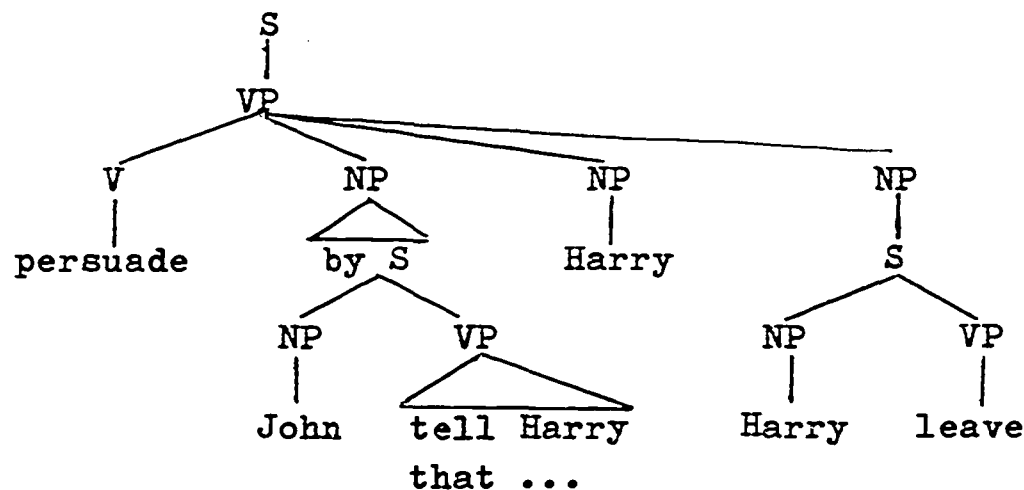 S
VP
V NP NP NP
persuade by S Harry S
NP VP NP VP
John tell Harry Harry leave
that ...